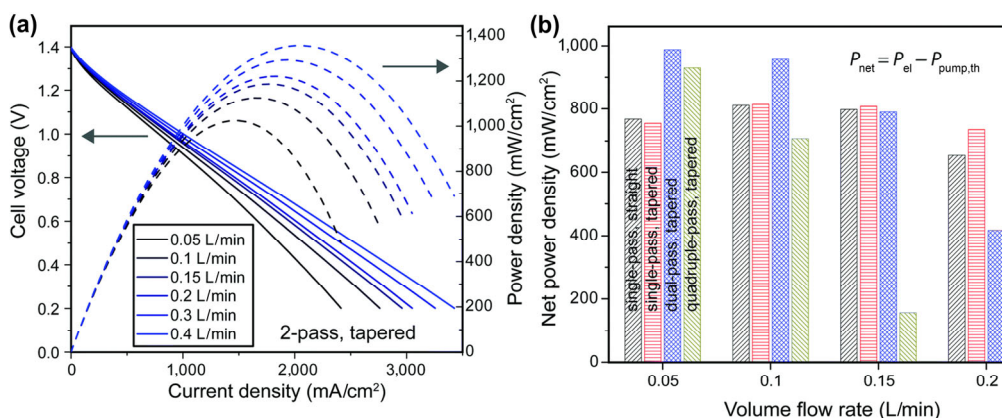 (a)
Cell voltage (V)
1.4
1.2
1.0
0.8
0.6
0.4
0.2
0.0
0
1,000
2,000
3,000
Current density (mA/cm²)
1,400
1,200
1,000
800
600
400
200
0
Power density (mW/cm²)
0.05 L/min
0.1 L/min
0.15 L/min
0.2 L/min
0.3 L/min
0.4 L/min
2-pass, tapered
(b)
Net power density (mW/cm²)
1,000
800
600
400
200
0
Pnet = Pel − Ppump,th
single-pass, straight
single-pass, tapered
dual-pass, tapered
quadruple-pass, tapered
0.05
0.1
0.15
0.2
Volume flow rate (L/min)